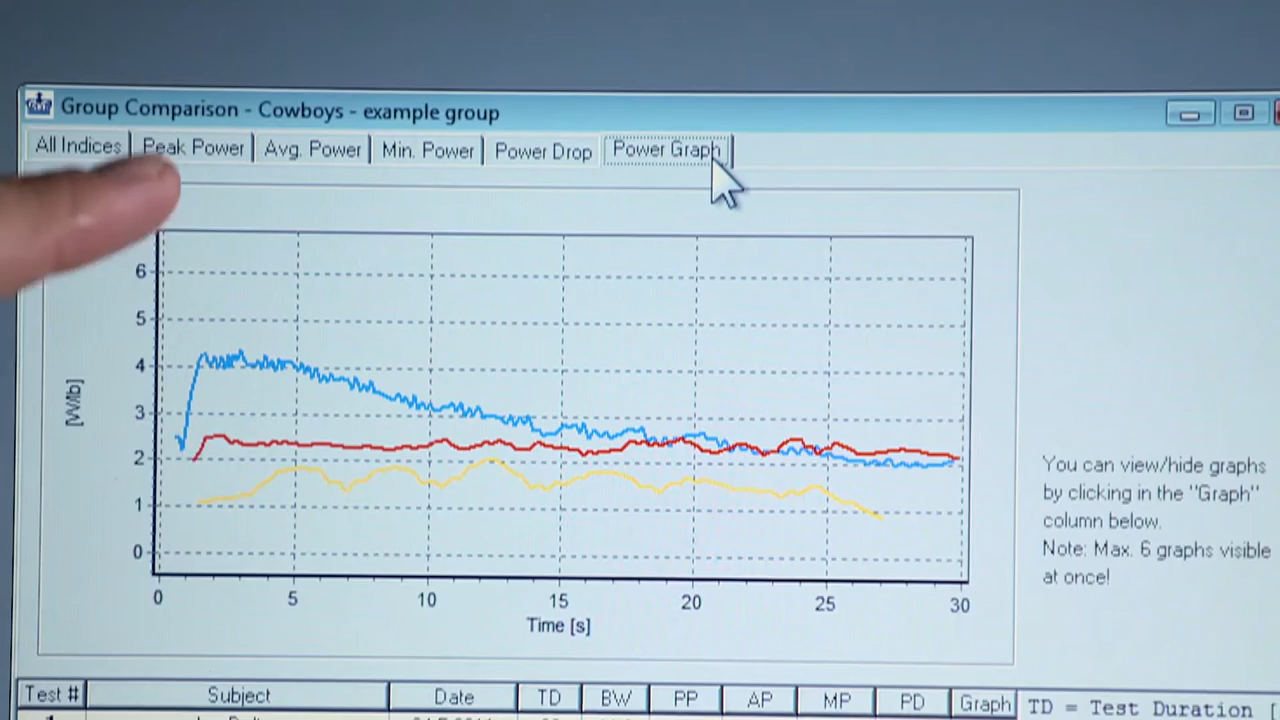 Group Comparison - Cowboys - example group
All Indices Peak Power Avg. Power Min. Power Power Drop Power Graph
6
5
4
3
2
1
0
[W/lb]
0 5 10 15 20 25 30
Time [s]
You can view/hide graphs
by clicking in the "Graph"
column below.
Note: Max. 6 graphs visible
at once!
Test # Subject Date TD BW PP AP MP PD Graph
TD = Test Duration [